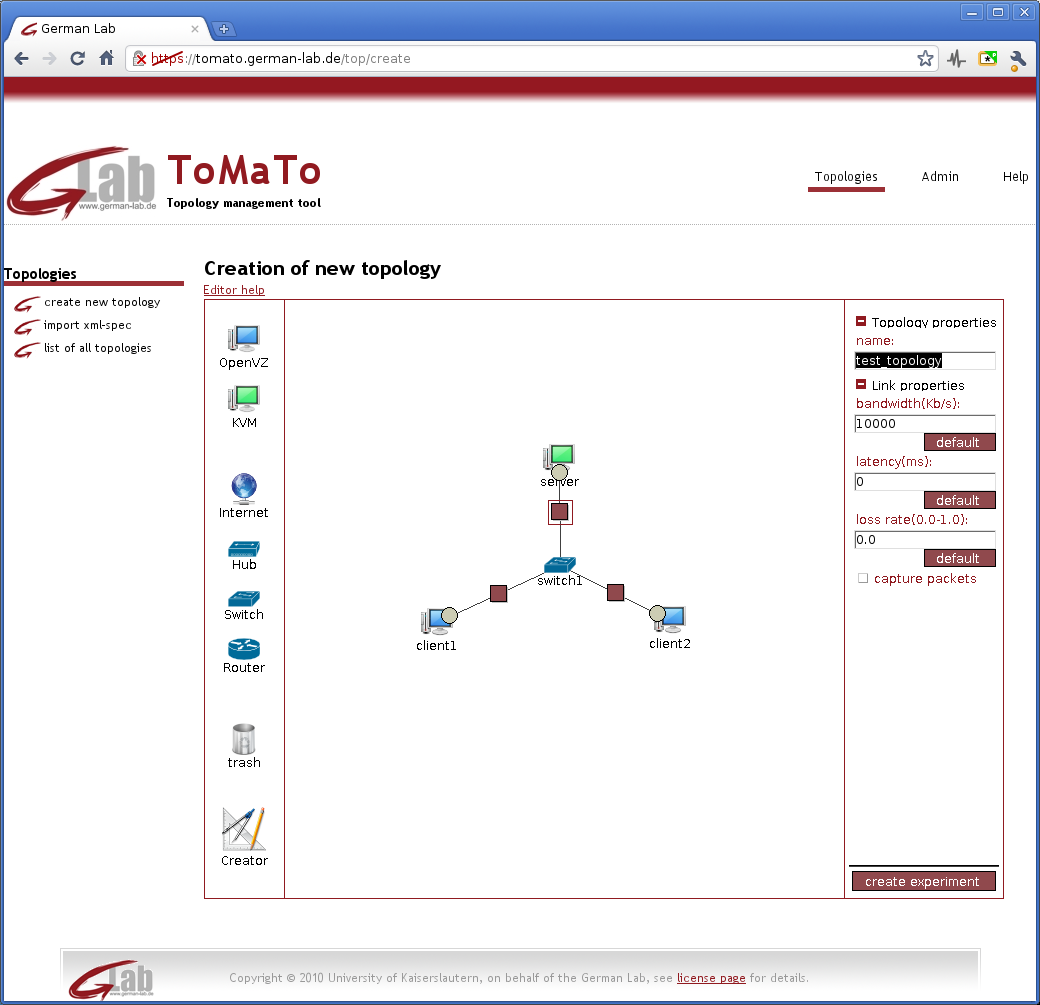 German Lab
https://tomato.german-lab.de/top/create
Lab
www.german-lab.de
ToMaTo
Topology management tool
Topologies
Admin
Help
Topologies
create new topology
import xml-spec
list of all topologies
Creation of new topology
Editor help
OpenVZ
KVM
Internet
Hub
Switch
Router
trash
Creator
server
switch1
client1
client2
Topology properties
name:
test_topology
Link properties
bandwidth(Kb/s):
10000
default
latency(ms):
0
default
loss rate(0.0-1.0):
0.0
default
capture packets
create experiment
Lab
www.german-lab.de
Copyright © 2010 University of Kaiserslautern, on behalf of the German Lab, see license page for details.